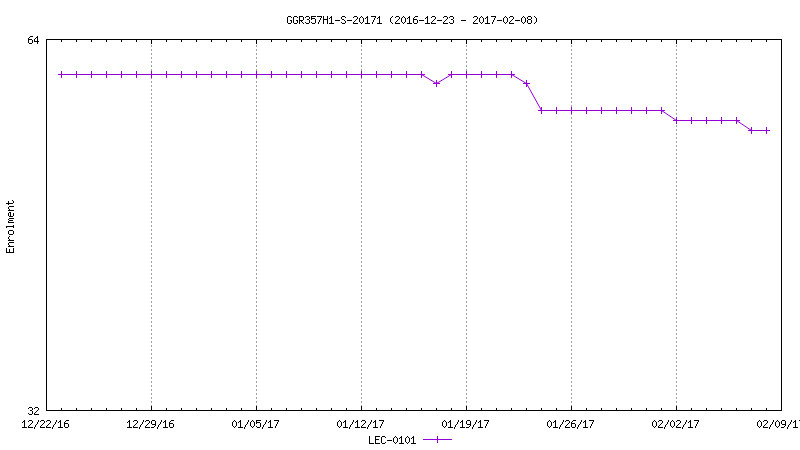 GGR357H1-S-20171 (2016-12-23 - 2017-02-08)
64
Enrolment
32
12/22/16 12/29/16 01/05/17 01/12/17 01/19/17 01/26/17 02/02/17 02/09/1
LEC-0101